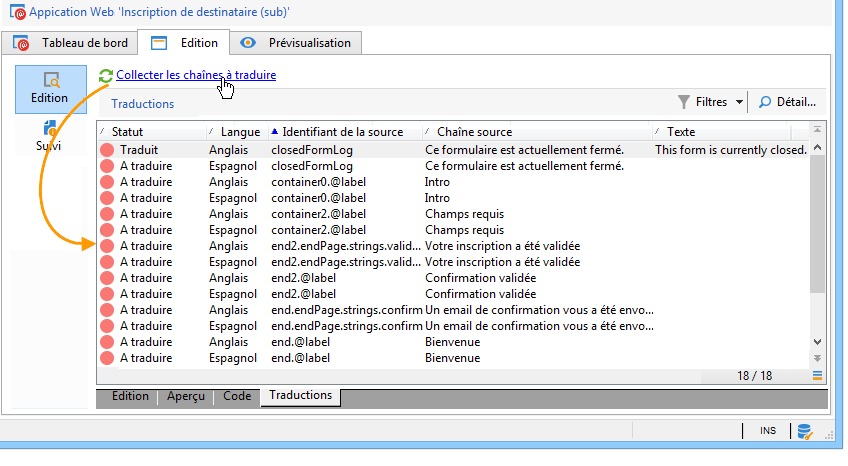 Appication Web 'Inscription de destinataire (sub)'
Tableau de bord Edition Prévisualisation
Collecter les chaînes à traduire
Edition
Traductions Filtres Détail...
Suivi
Statut Langue Identifiant de la source Chaîne source Texte
Traduit Anglais closedFormLog Ce formulaire est actuellement fermé. This form is currently closed.
A traduire Espagnol closedFormLog Ce formulaire est actuellement fermé.
A traduire Anglais container0.@label Intro
A traduire Espagnol container0.@label Intro
A traduire Anglais container2.@label Champs requis
A traduire Espagnol container2.@label Champs requis
A traduire Anglais end2.endPage.strings.valid... Votre inscription a été validée
A traduire Espagnol end2.endPage.strings.valid... Votre inscription a été validée
A traduire Anglais end2.@label Confirmation validée
A traduire Espagnol end2.@label Confirmation validée
A traduire Anglais end.endPage.strings.confirm Un email de confirmation vous a été envo...
A traduire Espagnol end.endPage.strings.confirm Un email de confirmation vous a été envo...
A traduire Anglais end.@label Bienvenue
A traduire Espagnol end.@label Bienvenue
18 / 18
Edition Aperçu Code Traductions
INS